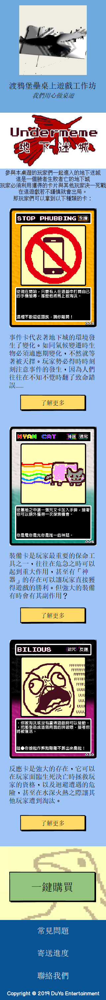 渡鴉堡壘桌上遊戲工作坊
我們用心做桌遊
Undermeme
地下迷城
參與本桌遊的玩家們一起進入的地下迷城
這是一個勝者生敗者亡的地下城
玩家必須利用獲得的卡片與其他玩家決一死戰
在這遊戲若不謹慎就會出局。
那玩家們可以拿到以下種類的卡：
STOP PHUBBING 永續
從現在開始，只要有人在遊戲中打開自己
的手機螢幕，那麼他將馬上被淘汰。
這裡不歡迎低頭族，請你離開！
003
事件卡代表著地下城的環境發
生了變化。如同氣候變遷時生
物必須適應期變化，不然就等
著被天擇。玩家勢必得時時刻
刻注意事件的發生，因為人們
往往在不知不覺時翻了致命錯
誤......
了解更多
NYAN CAT 神器 通常
從墓地之中選一張咒文卡加入手牌，接著
你可以額外獲得一次探索機會。
你是電你是光你是唯一的神話。
008
裝備卡是玩家最重要的保命工
具之一，往往在危急之時可以
起到重大作用，甚至有「神
器」的存在可以讓玩家直接獲
得遊戲的勝利。但強大的裝備
有時會有其副作用？
了解更多
BILIOUS 詛咒 反應
FFFFFFFFF
FFFFFFFF
FFFFFFF
FFFFFF
FFFFF
UUUU
UUU
UUU
UUUU
UUUUU
・你被淘汰或沒有贏得遊戲時可以發動。
・把那張造成這個局面的牌破壞，接著你
將被復活。
哇●你娘啦作弊狗剛剛不算出來喬啦！
030
反應卡是強大的存在，它可以
在玩家面臨生死決亡時拯救玩
家的資格，以及迴避遭遇的危
險，甚至在水深火熱之際讓其
他玩家遭到淘汰。
了解更多
一鍵購買
常見問題
寄送進度
聯絡我們
Copyright © 2019 DuYa Entertainment